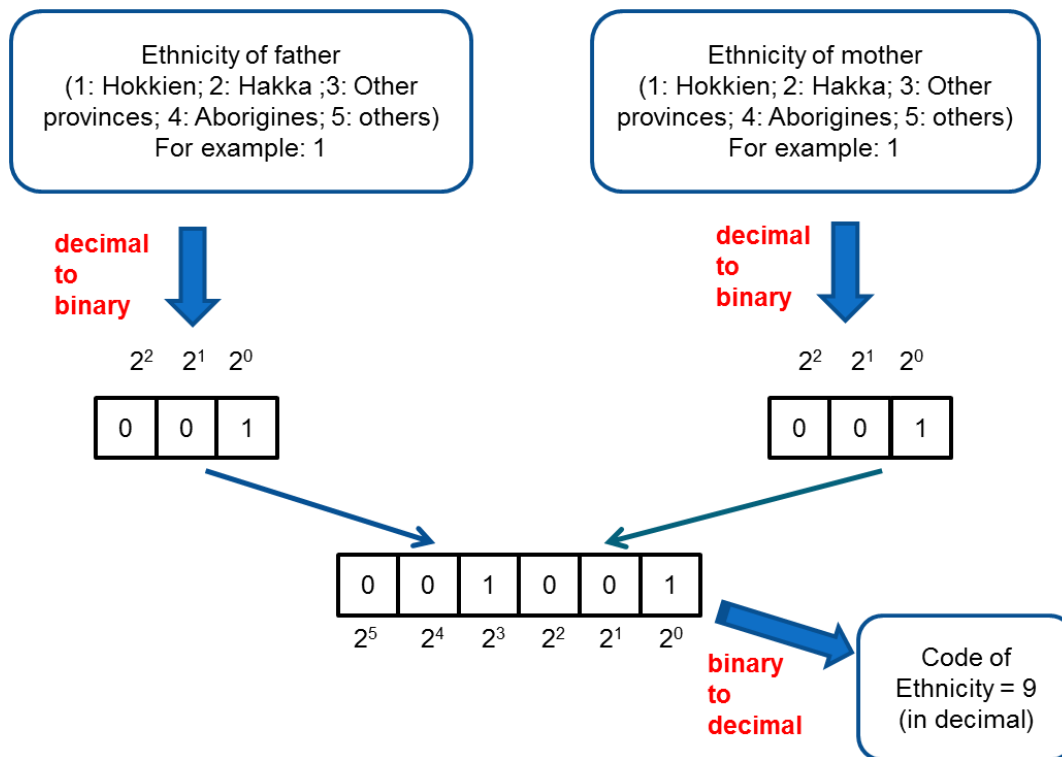 Ethnicity of father
(1: Hokkien; 2: Hakka ;3: Other
provinces; 4: Aborigines; 5: others)
For example: 1
Ethnicity of mother
(1: Hokkien; 2: Hakka; 3: Other
provinces; 4: Aborigines; 5: others)
For example: 1
decimal
to
binary
decimal
to
binary
2² 2¹ 2⁰
0 0 1
2² 2¹ 2⁰
0 0 1
0 0 1 0 0 1
2⁵ 2⁴ 2³ 2² 2¹ 2⁰
binary
to
decimal
Code of
Ethnicity = 9
(in decimal)